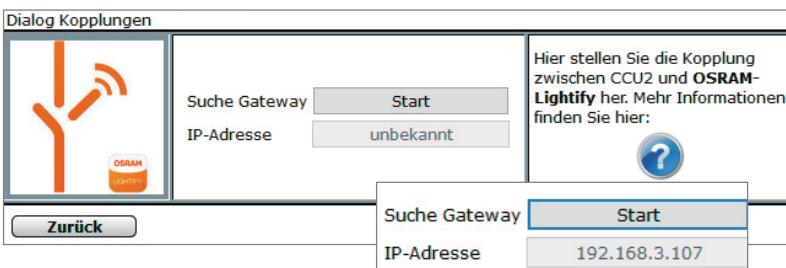 Dialog Kopplungen
Suche Gateway Start
IP-Adresse unbekannt
OSRAM
LIGHTIFY
Hier stellen Sie die Kopplung
zwischen CCU2 und OSRAM-
Lightify her. Mehr Informationen
finden Sie hier:
?
Zurück
Suche Gateway Start
IP-Adresse 192.168.3.107